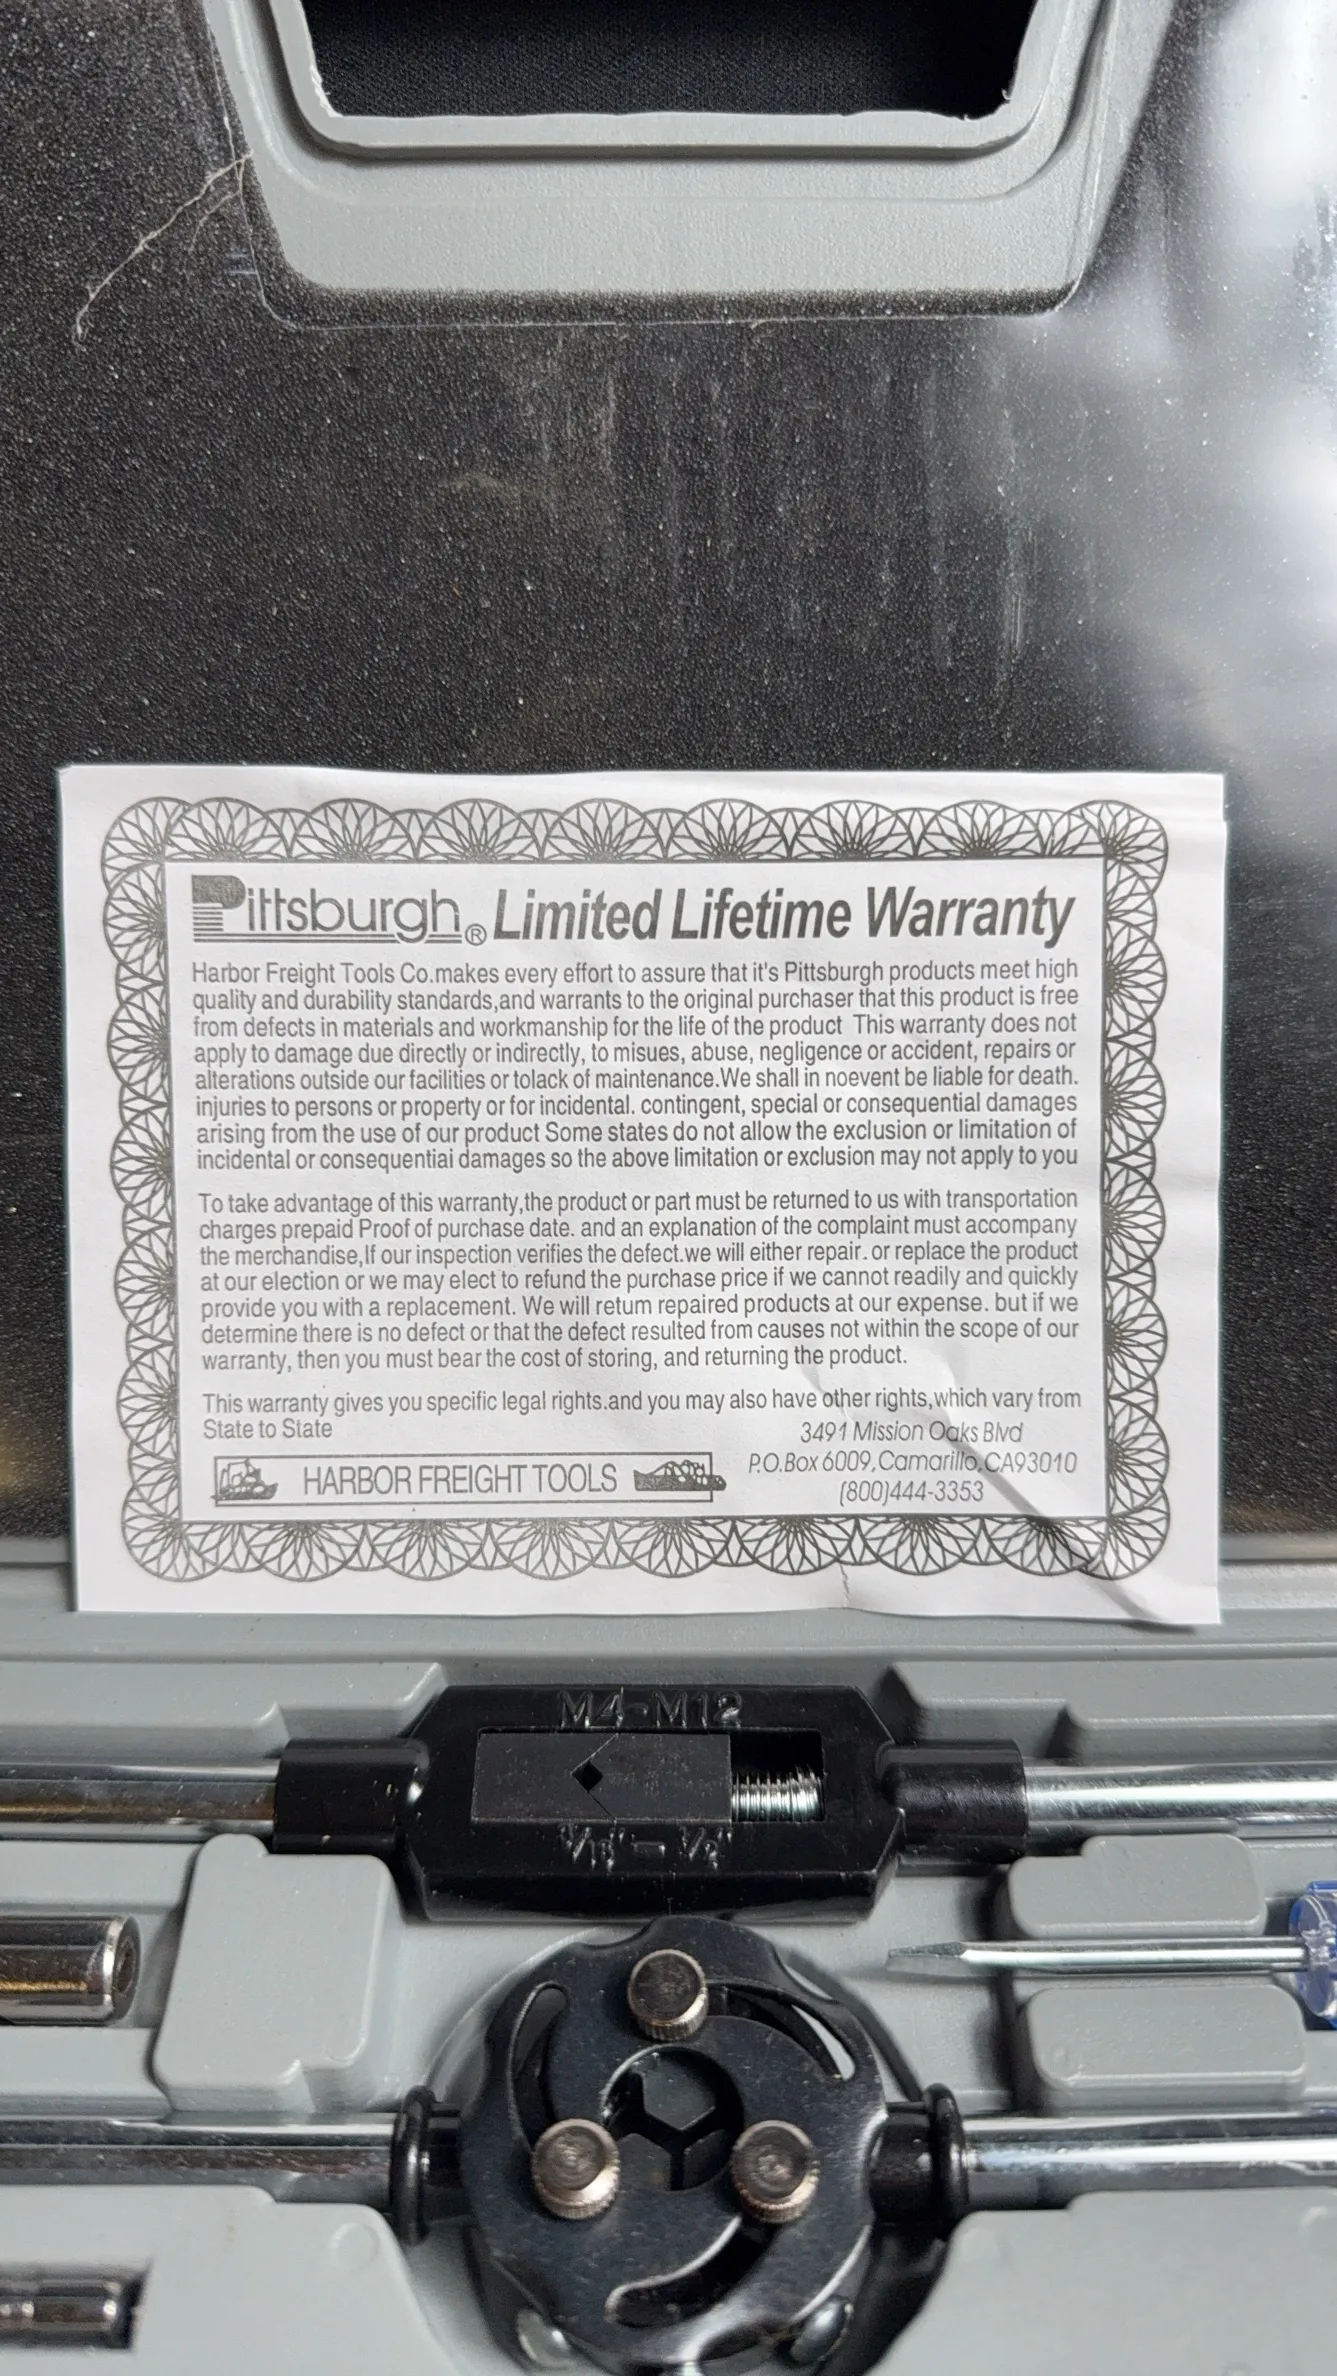 Pittsburgh® Limited Lifetime Warranty
Harbor Freight Tools Co.makes every effort to assure that it's Pittsburgh products meet high
quality and durability standards,and warrants to the original purchaser that this product is free
from defects in materials and workmanship for the life of the product This warranty does not
apply to damage due directly or indirectly, to misues, abuse, negligence or accident, repairs or
alterations outside our facilities or tolack of maintenance.We shall in noevent be liable for death.
injuries to persons or property or for incidental. contingent, special or consequential damages
arising from the use of our product Some states do not allow the exclusion or limitation of
incidental or consequentiai damages so the above limitation or exclusion may not apply to you
To take advantage of this warranty,the product or part must be returned to us with transportation
charges prepaid Proof of purchase date. and an explanation of the complaint must accompany
the merchandise,If our inspection verifies the defect.we will either repair. or replace the product
at our election or we may elect to refund the purchase price if we cannot readily and quickly
provide you with a replacement. We will retum repaired products at our expense. but if we
determine there is no defect or that the defect resulted from causes not within the scope of our
warranty, then you must bear the cost of storing, and returning the product.
This warranty gives you specific legal rights.and you may also have other rights,which vary from
State to State
3491 Mission Oaks Blvd
P.O.Box 6009,Camarillo,CA93010
(800)444-3353
HARBOR FREIGHT TOOLS
M4-M12
1/16" - 1/2"